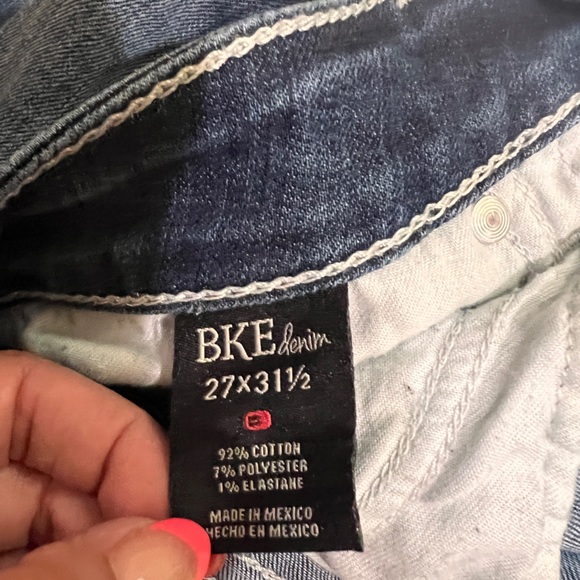 BKE denim
27x31½
92% COTTON
7% POLYESTER
1% ELASTANE
MADE IN MEXICO
HECHO EN MEXICO